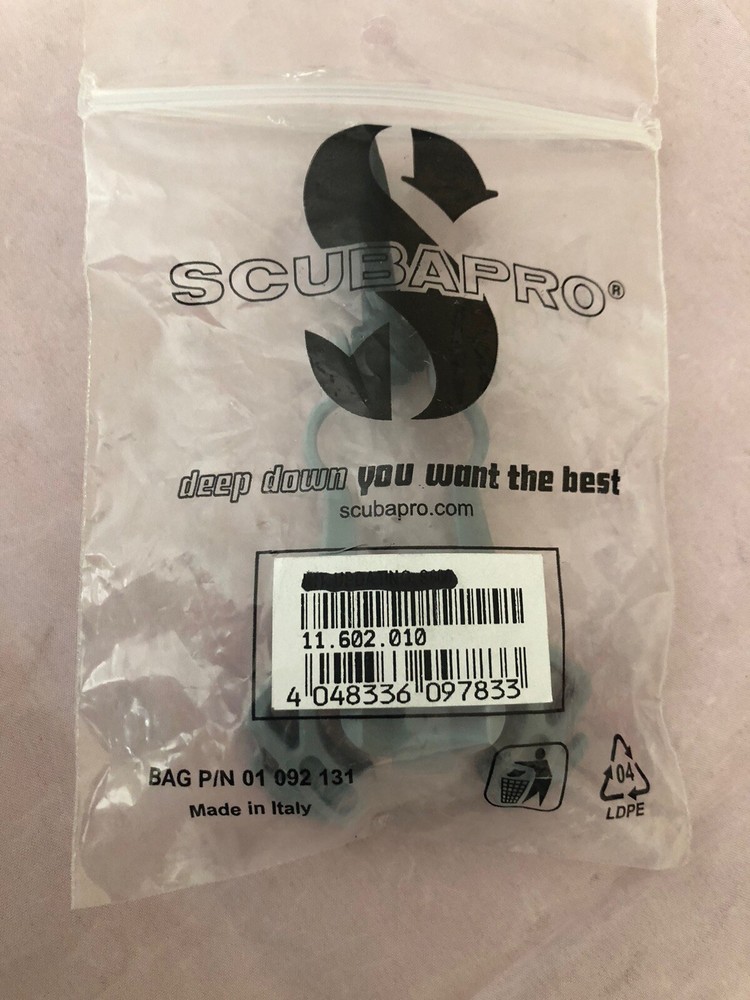 SCUBAPRO®
deep down you want the best
scubapro.com
11.602.010
4 048336 097833
BAG P/N 01 092 131
Made in Italy
04
LDPE